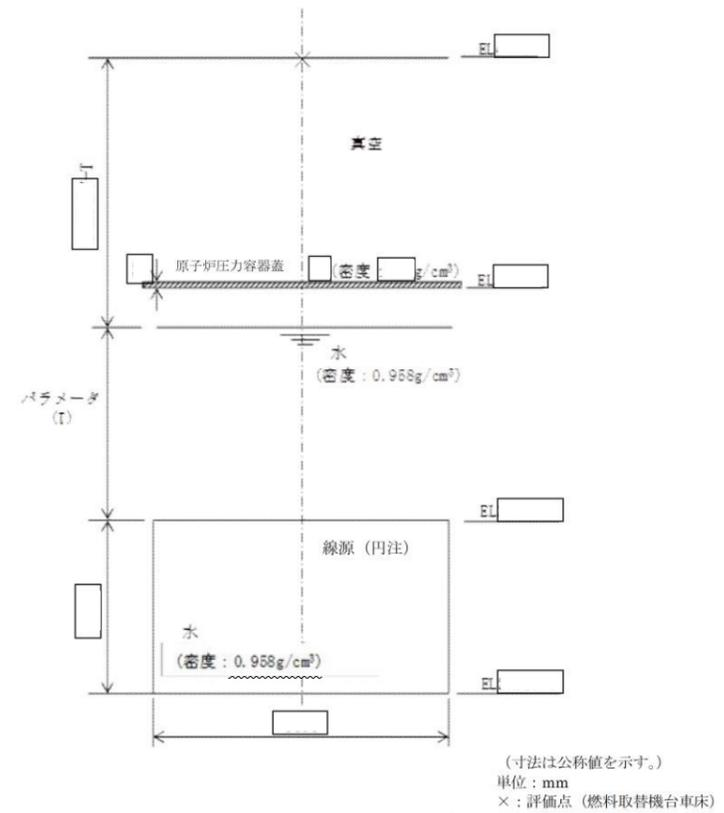 EL
真空
-T
原子炉圧力容器蓋
(密度: g/cm³)
EL
水
(密度:0.958g/cm³)
パラメータ
(T)
EL
線源(円注)
水
(密度:0.958g/cm³)
EL
(寸法は公称値を示す。)
単位:mm
×:評価点(燃料取替機台車床)